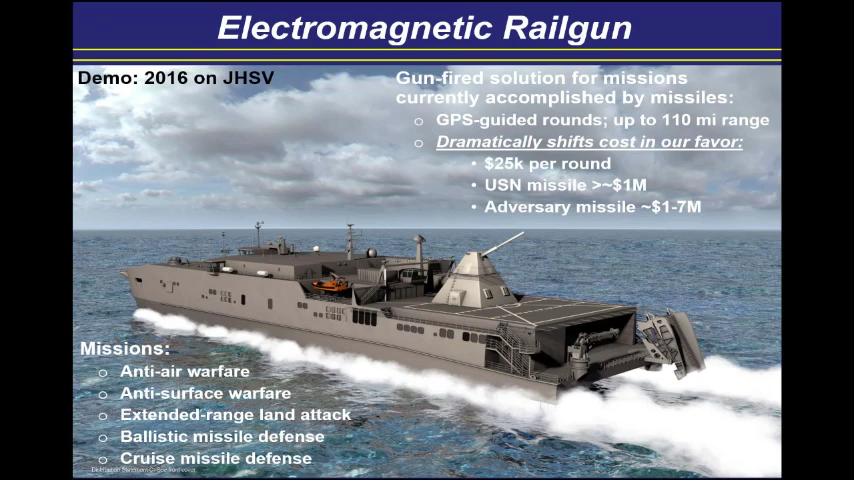 Electromagnetic Railgun
Demo: 2016 on JHSV
Gun-fired solution for missions
currently accomplished by missiles:
o GPS-guided rounds; up to 110 mi range
o Dramatically shifts cost in our favor:
• $25k per round
• USN missile >~$1M
• Adversary missile ~$1-7M
Missions:
o Anti-air warfare
o Anti-surface warfare
o Extended-range land attack
o Ballistic missile defense
o Cruise missile defense